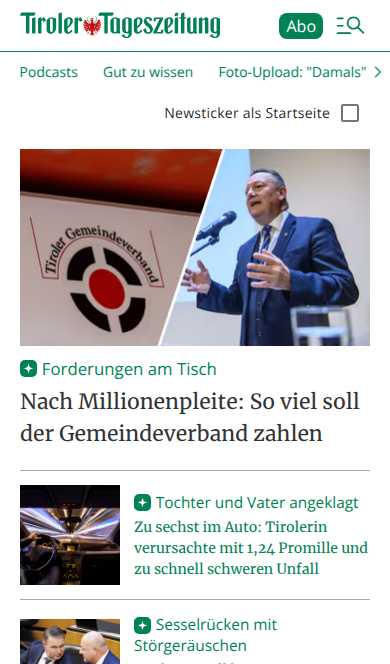 Tiroler Tageszeitung
Abo
Podcasts Gut zu wissen Foto-Upload: "Damals"
Newsticker als Startseite
Tiroler Gemeindeverband
Forderungen am Tisch
Nach Millionenpleite: So viel soll
der Gemeindeverband zahlen
Tochter und Vater angeklagt
Zu sechst im Auto: Tirolerin
verursachte mit 1,24 Promille und
zu schnell schweren Unfall
Sesselrücken mit
Störgeräuschen